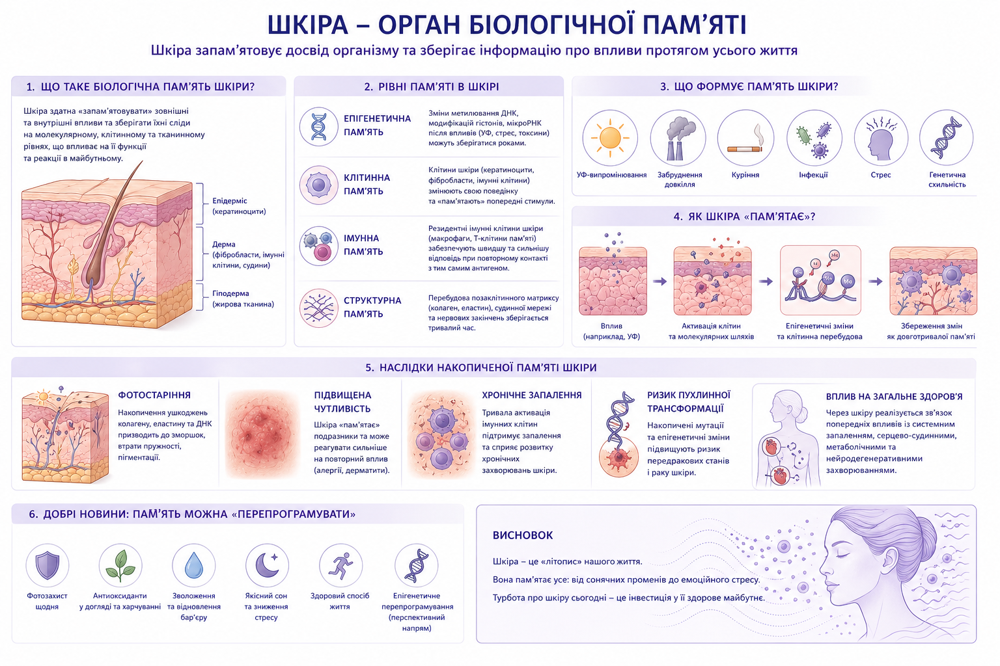 ШКІРА – ОРГАН БІОЛОГІЧНОЇ ПАМ’ЯТІ
Шкіра запам’ятовує досвід організму та зберігає інформацію про впливи протягом усього життя
1. ЩО ТАКЕ БІОЛОГІЧНА ПАМ’ЯТЬ ШКІРИ?
Шкіра здатна «запам’ятовувати» зовнішні
та внутрішні впливи та зберігати їхні сліди
на молекулярному, клітинному та тканинному
рівнях, що впливає на її функції
та реакції в майбутньому.
Епідерміс
(кератиноцити)
Дерма
(фібробласти, імунні
клітини, судини)
Гіподерма
(жирова тканина)
2. РІВНІ ПАМ’ЯТІ В ШКІРІ
ЕПІГЕНЕТИЧНА
ПАМ’ЯТЬ
Зміни метилювання ДНК,
модифікацій гістонів, мікроРНК
після впливів (УФ, стрес, токсини)
можуть зберігатися роками.
КЛІТИННА
ПАМ’ЯТЬ
Клітини шкіри (кератиноцити,
фібробласти, імунні клітини)
змінюють свою поведінку
та «пам’ятають» попередні стимули.
ІМУННА
ПАМ’ЯТЬ
Резидентні імунні клітини шкіри
(макрофаги, Т-клітини пам’яті)
забезпечують швидшу та сильнішу
відповідь при повторному контакті
з тим самим антигеном.
СТРУКТУРНА
ПАМ’ЯТЬ
Перебудова позаклітинного матриксу
(колаген, еластин), судинної мережі
та нервових закінчень зберігається
тривалий час.
3. ЩО ФОРМУЄ ПАМ’ЯТЬ ШКІРИ?
УФ-випромінювання
Забруднення
довкілля
Куріння
Інфекції
Стрес
Генетична
схильність
4. ЯК ШКІРА «ПАМ’ЯТАЄ»?
Me
Вплив
(наприклад, УФ)
Активація клітин
та молекулярних шляхів
Епігенетичні зміни
та клітинна перебудова
Збереження змін
як довготривалої пам’яті
5. НАСЛІДКИ НАКОПИЧЕНОЇ ПАМ’ЯТІ ШКІРИ
ФОТОСТАРІННЯ
Накопичення ушкоджень
колагену, еластину та ДНК
призводить до зморшок,
втрати пружності,
пігментації.
ПІДВИЩЕНА
ЧУТЛИВІСТЬ
Шкіра «пам’ятає»
подразники та може
реагувати сильніше
на повторний вплив
(алергії, дерматити).
ХРОНІЧНЕ ЗАПАЛЕННЯ
Тривала активація
імунних клітин
підтримує запалення
та сприяє розвитку
хронічних
захворювань шкіри.
РИЗИК ПУХЛИННОЇ
ТРАНСФОРМАЦІЇ
Накопичені мутації
та епігенетичні зміни
підвищують ризик
передракових станів
і раку шкіри.
ВПЛИВ НА ЗАГАЛЬНЕ ЗДОРОВ’Я
Через шкіру реалізується зв’язок
попередніх впливів із системним
запаленням, серцево-судинними,
метаболічними та
нейродегенеративними
захворюваннями.
6. ДОБРІ НОВИНИ: ПАМ’ЯТЬ МОЖНА «ПЕРЕПРОГРАМУВАТИ»
Фотозахист
щодня
Антиоксиданти
у догляді та харчуванні
Зволоження
та відновлення
бар’єру
Якісний сон
та зниження
стресу
Здоровий спосіб
життя
Епігенетичне
перепрограмування
(перспективний
напрям)
ВИСНОВОК
Шкіра – це «літопис» нашого життя.
Вона пам’ятає усе: від сонячних променів до емоційного стресу.
Турбота про шкіру сьогодні – це інвестиція у її здорове майбутнє.